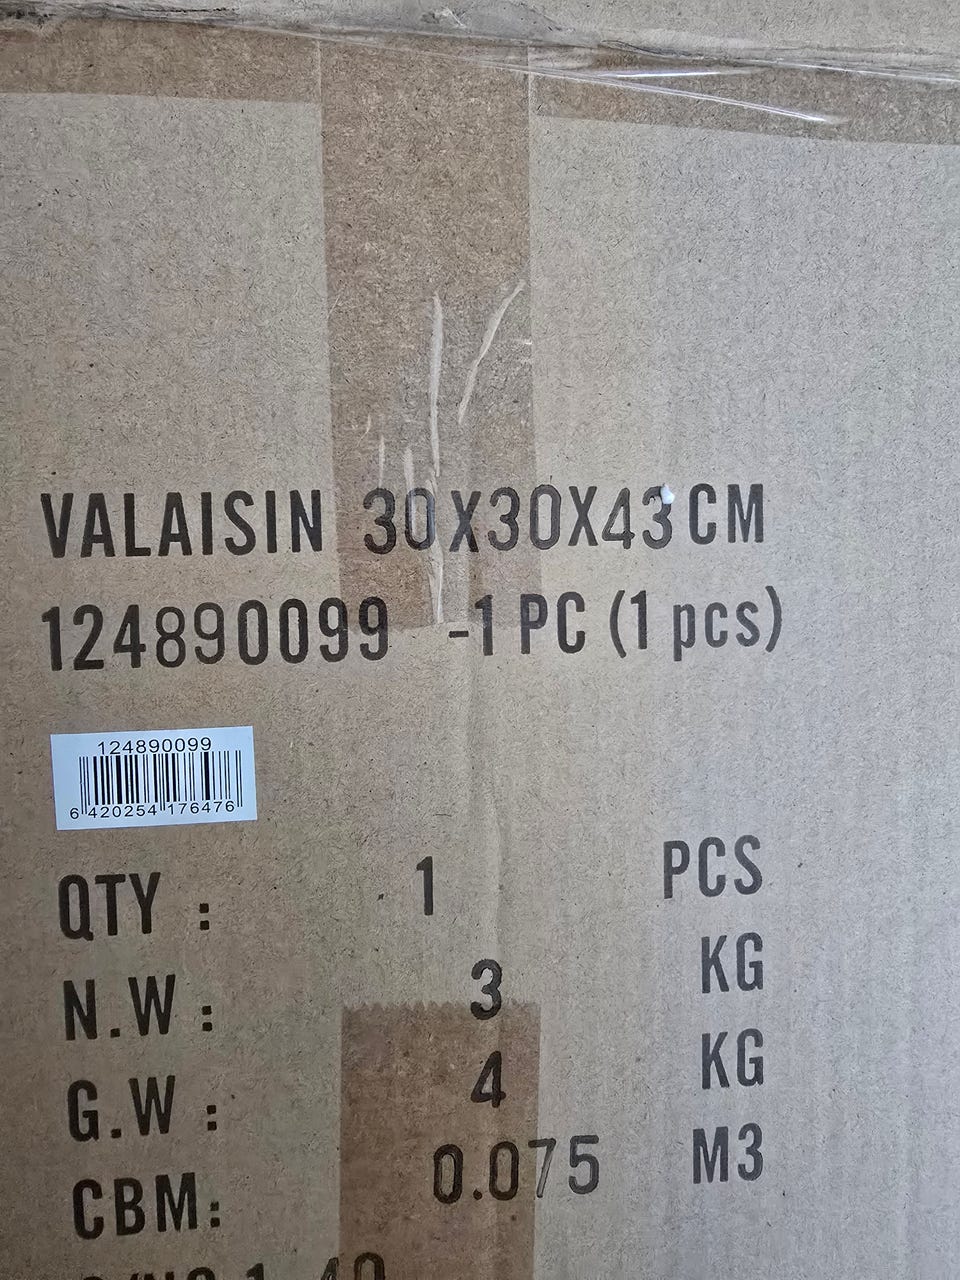 VALAISIN 30X30X43CM
124890099 -1 PC (1 pcs)
124890099
6 420254 176476
QTY : 1 PCS
N.W : 3 KG
G.W : 4 KG
CBM: 0.075 M3